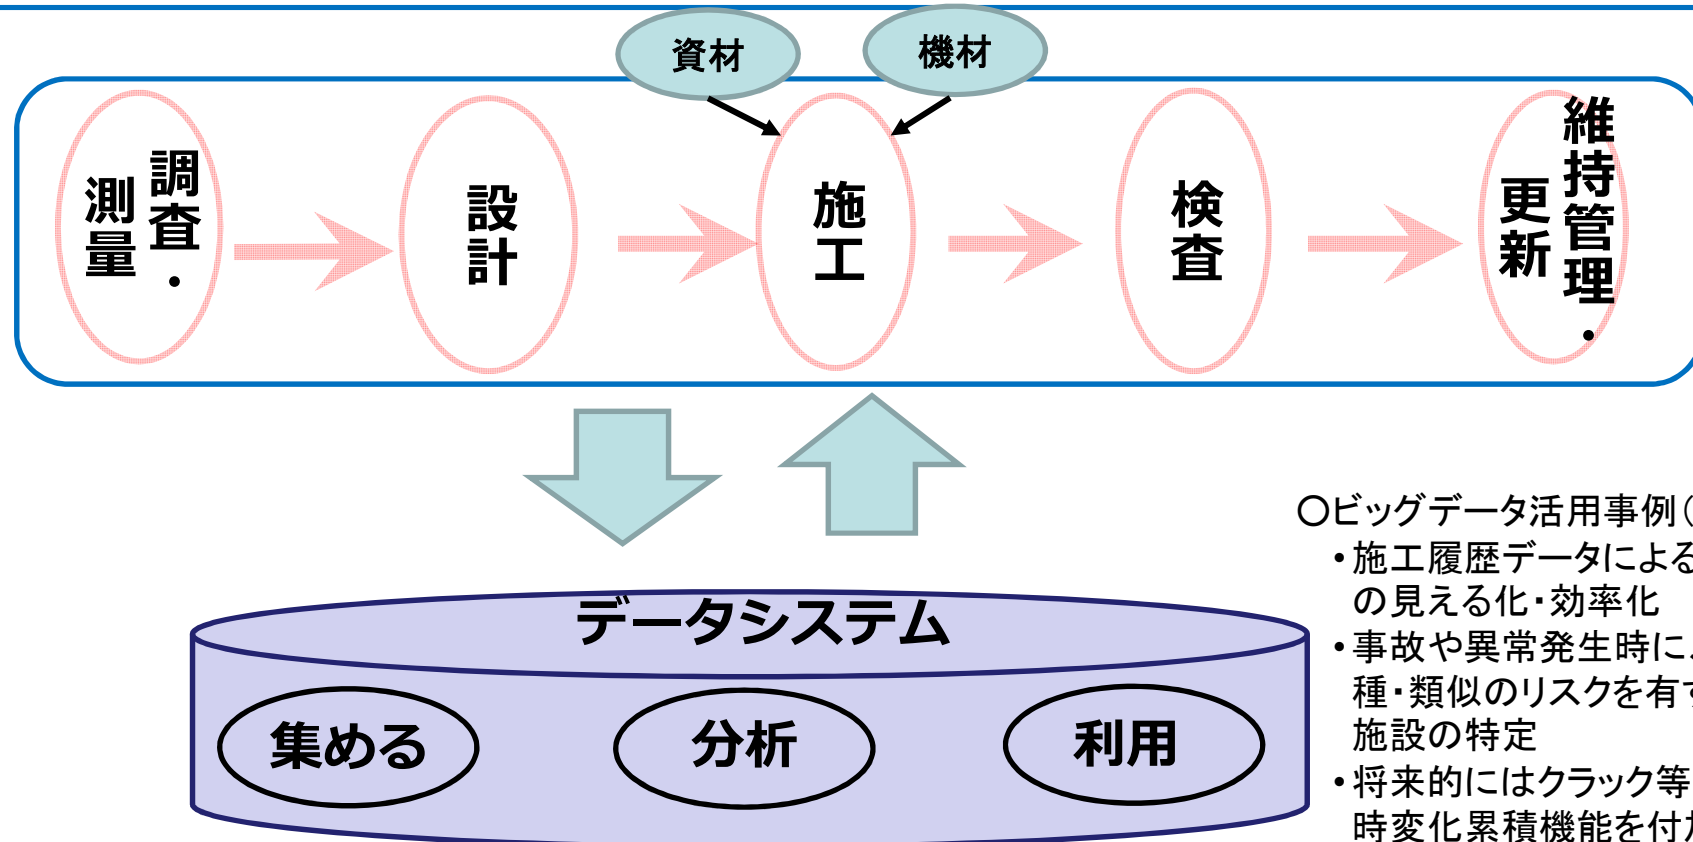 資材
機材
調査・
測量
設計
施工
検査
維持管理・
更新
データシステム
集める
分析
利用
○ビッグデータ活用事例(
・施工履歴データによる
の見える化・効率化
・事故や異常発生時に
種・類似のリスクを有す
施設の特定
・将来的にはクラック等
時変化累積機能を付加